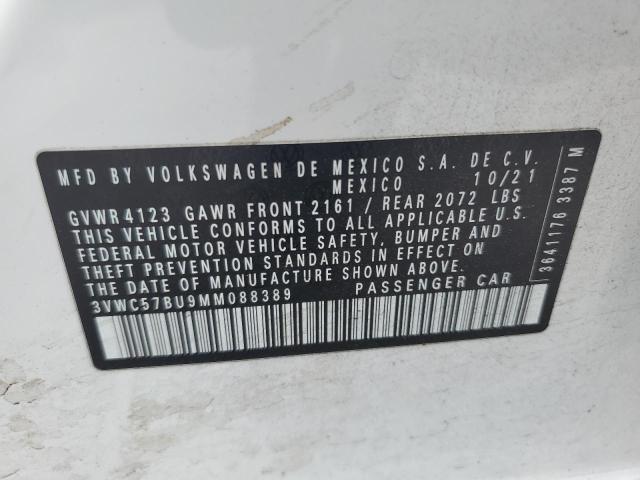 MFD BY VOLKSWAGEN DE MEXICO S.A. DE C.V.
MEXICO 10/21
GVWR 4123 GAWR FRONT 2161 / REAR 2072 LBS
THIS VEHICLE CONFORMS TO ALL APPLICABLE U.S.
FEDERAL MOTOR VEHICLE SAFETY, BUMPER AND
THEFT PREVENTION STANDARDS IN EFFECT ON
THE DATE OF MANUFACTURE SHOWN ABOVE.
3VWC57BU9MM088389 PASSENGER CAR
3641176 3387 M